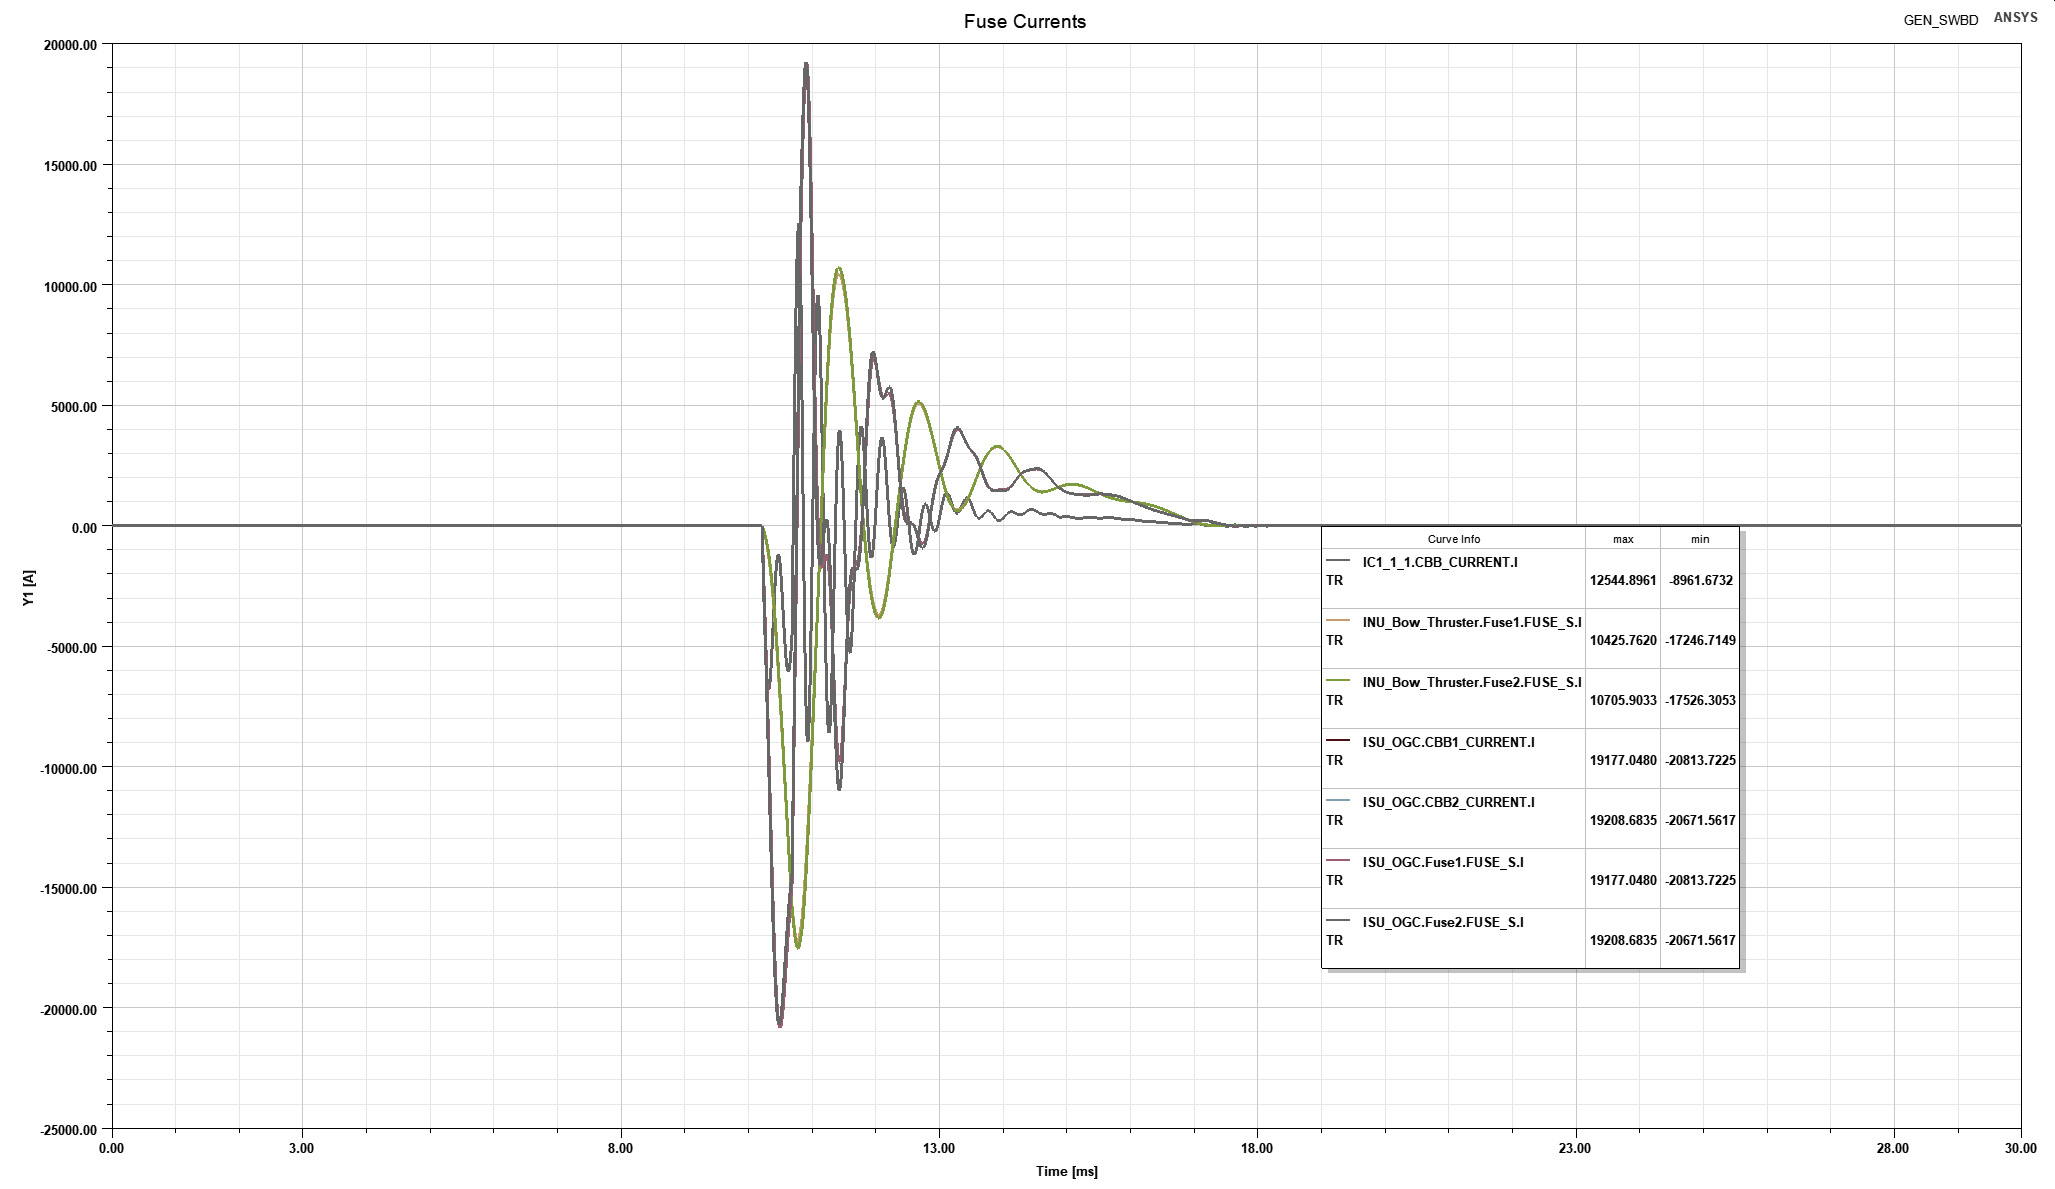 Fuse Currents
GEN_SWBD
ANSYS
20000.00
15000.00
10000.00
5000.00
0.00
-5000.00
-10000.00
-15000.00
-20000.00
-25000.00
Y1 [A]
0.00 3.00 8.00 13.00 18.00 23.00 28.00 30.00
Time [ms]
Curve Info max min
IC1_1_1.CBB_CURRENT.I
TR 12544.8961 -8961.6732
INU_Bow_Thruster.Fuse1.FUSE_S.I
TR 10425.7620 -17246.7149
INU_Bow_Thruster.Fuse2.FUSE_S.I
TR 10705.9033 -17526.3053
ISU_OGC.CBB1_CURRENT.I
TR 19177.0480 -20813.7225
ISU_OGC.CBB2_CURRENT.I
TR 19208.6835 -20671.5617
ISU_OGC.Fuse1.FUSE_S.I
TR 19177.0480 -20813.7225
ISU_OGC.Fuse2.FUSE_S.I
TR 19208.6835 -20671.5617